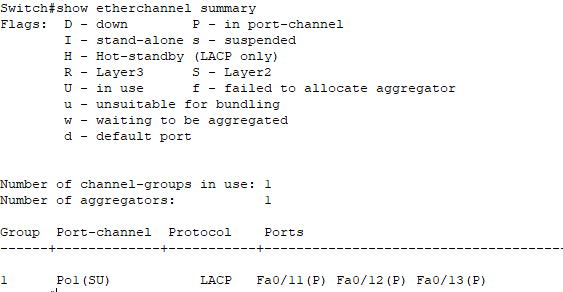 Switch#show etherchannel summary
Flags:  D - down        P - in port-channel
        I - stand-alone s - suspended
        H - Hot-standby (LACP only)
        R - Layer3      S - Layer2
        U - in use      f - failed to allocate aggregator
        u - unsuitable for bundling
        w - waiting to be aggregated
        d - default port
Number of channel-groups in use: 1
Number of aggregators:           1
Group  Port-channel  Protocol    Ports
------+-------------+-----------+--------------------------------------
1      Po1(SU)           LACP   Fa0/11(P) Fa0/12(P) Fa0/13(P)